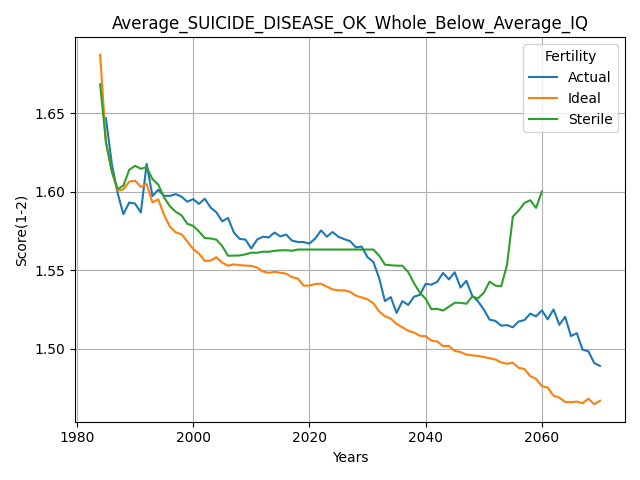 Average_SUICIDE_DISEASE_OK_Whole_Below_Average_IQ
Fertility
Actual
Ideal
Sterile
Score(1-2)
1.65
1.60
1.55
1.50
1980 2000 2020 2040 2060
Years